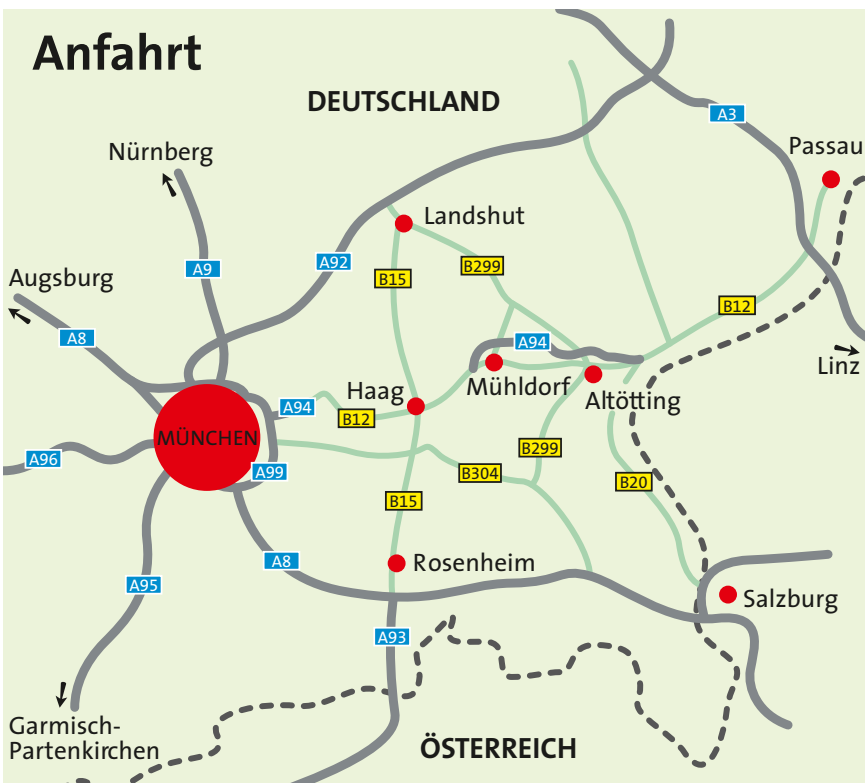 Anfahrt
DEUTSCHLAND
A3
Nürnberg
Passau
Landshut
A9
A92
B299
B15
Augsburg
B12
A8
A94
Linz
Haag
Mühldorf
Altötting
A94
B12
MÜNCHEN
B299
A96
A99
B304
B20
B15
A8
Rosenheim
A95
Salzburg
A93
Garmisch-
Partenkirchen
ÖSTERREICH